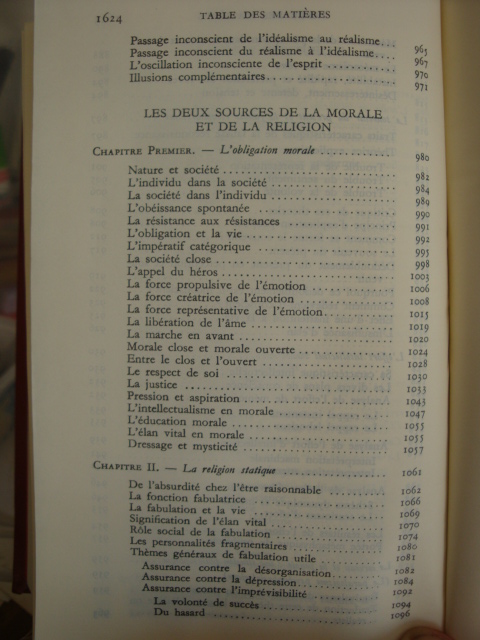 1624 TABLE DES MATIÈRES
Passage inconscient de l'idéalisme au réalisme... 965
Passage inconscient du réalisme à l'idéalisme.... 967
L'oscillation inconsciente de l'esprit .......... 970
Illusions complémentaires.................... 971
LES DEUX SOURCES DE LA MORALE
ET DE LA RELIGION
CHAPITRE PREMIER. — L'obligation morale ............ 980
Nature et société.......................... 982
L'individu dans la société .................... 984
La société dans l'individu .................... 989
L'obéissance spontanée .................... 990
La résistance aux résistances .................. 991
L'obligation et la vie ........................ 992
L'impératif catégorique ...................... 995
La société close ............................ 998
L'appel du héros ............................ 1003
La force propulsive de l'émotion .............. 1006
La force créatrice de l'émotion ................ 1008
La force représentative de l'émotion............ 1015
La libération de l'âme ........................ 1019
La marche en avant .......................... 1020
Morale close et morale ouverte ................ 1024
Entre le clos et l'ouvert ...................... 1028
Le respect de soi ............................ 1030
La justice .................................. 1033
Pression et aspiration ........................ 1043
L'intellectualisme en morale .................. 1047
L'éducation morale .......................... 1055
L'élan vital en morale ........................ 1055
Dressage et mysticité ........................ 1057
CHAPITRE II. — La religion statique .................. 1061
De l'absurdité chez l'être raisonnable .......... 1062
La fonction fabulatrice ...................... 1066
La fabulation et la vie ........................ 1069
Signification de l'élan vital .................... 1070
Rôle social de la fabulation .................... 1074
Les personnalités fragmentaires ................ 1080
Thèmes généraux de fabulation utile ............ 1081
Assurance contre la désorganisation............ 1082
Assurance contre la dépression................ 1084
Assurance contre l'imprévisibilité ............ 1092
La volonté de succès...................... 1094
Du hasard .............................. 1096